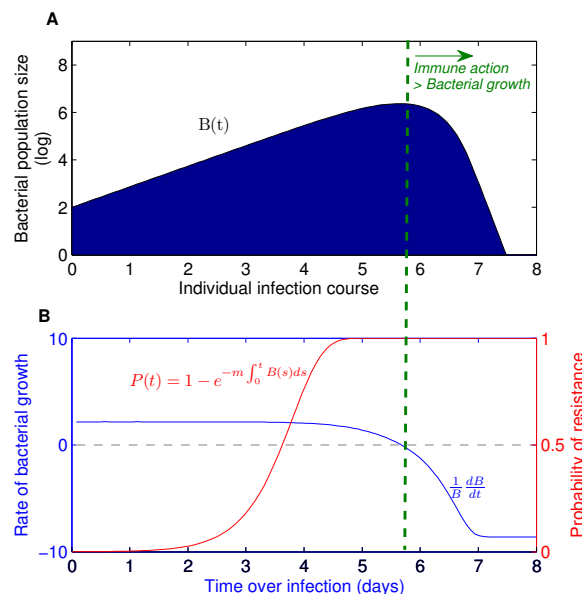 A
Bacterial population size
(log)
8
6
4
2
0
B(t)
Immune action
> Bacterial growth
0 1 2 3 4 5 6 7 8
Individual infection course
B
Rate of bacterial growth
10
0
−10
P(t) = 1 − e^{−m ∫_0^t B(s)ds}
\frac{1}{B} \frac{dB}{dt}
1
0.5
0
Probability of resistance
0 1 2 3 4 5 6 7 8
Time over infection (days)